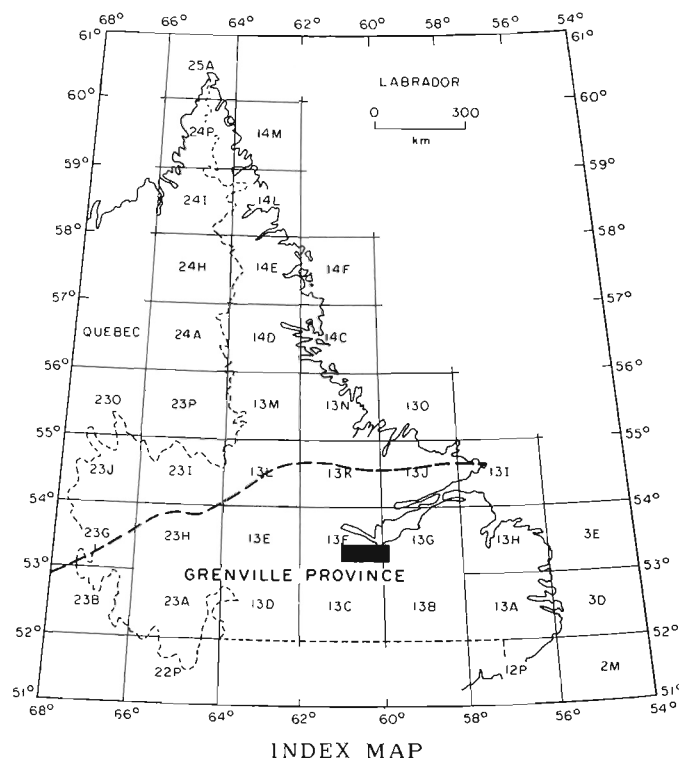 68° 66° 64° 62° 60° 58° 56° 54°
61° 61°
25A
LABRADOR
60° 60°
0 300
km
24P 14M
59° 59°
24I 14L
58° 58°
24H 14E 14F
57° 57°
QUEBEC 24A 14D 14C
56° 56°
23O 23P 13M 13N 13O
55° 55°
23J 23I 13L 13K 13J 13I
54° 54°
23G 23H 13E 13F 13G 13H 3E
53° 53°
GRENVILLE PROVINCE
23B 23A 13D 13C 13B 13A 3D
52° 52°
22P 12P 2M
51° 51°
68° 66° 64° 62° 60° 58° 56° 54°
INDEX MAP